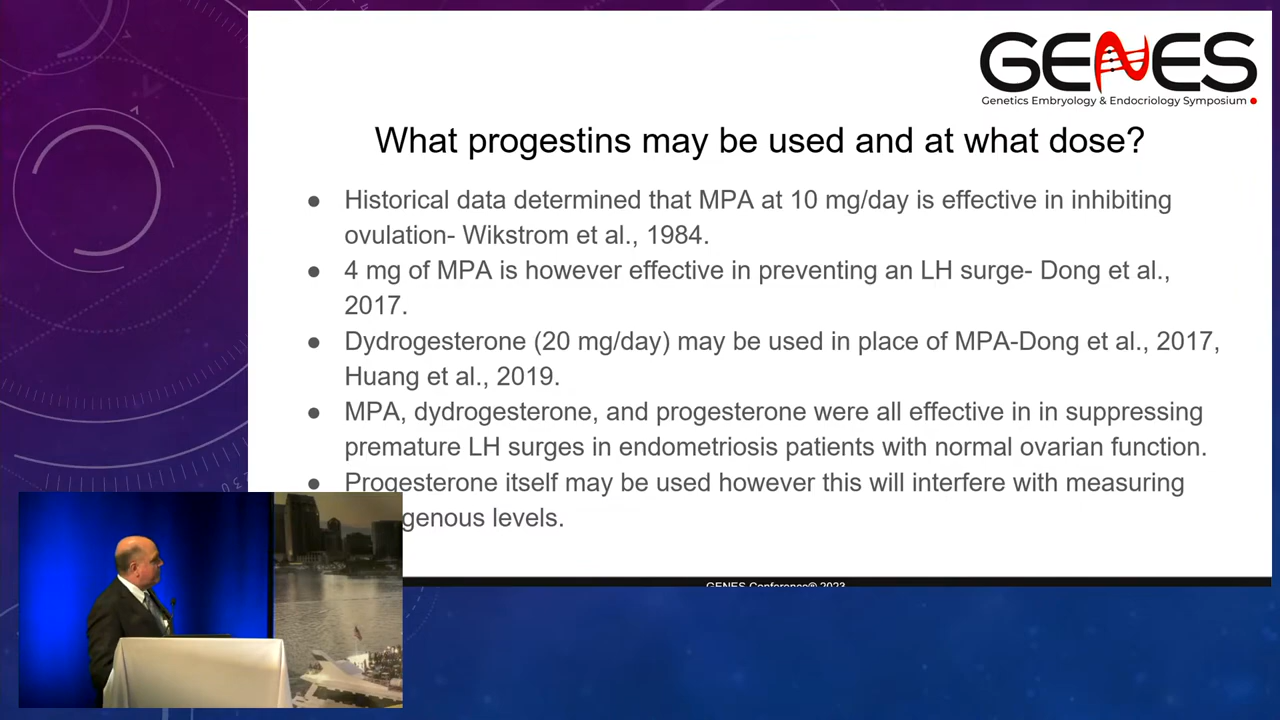 GENES
Genetics Embryology & Endocriology Symposium
What progestins may be used and at what dose?
● Historical data determined that MPA at 10 mg/day is effective in inhibiting
ovulation- Wikstrom et al., 1984.
● 4 mg of MPA is however effective in preventing an LH surge- Dong et al.,
2017.
● Dydrogesterone (20 mg/day) may be used in place of MPA-Dong et al., 2017,
Huang et al., 2019.
● MPA, dydrogesterone, and progesterone were all effective in in suppressing
premature LH surges in endometriosis patients with normal ovarian function.
● Progesterone itself may be used however this will interfere with measuring
genous levels.
GENES Conference® 2023
230